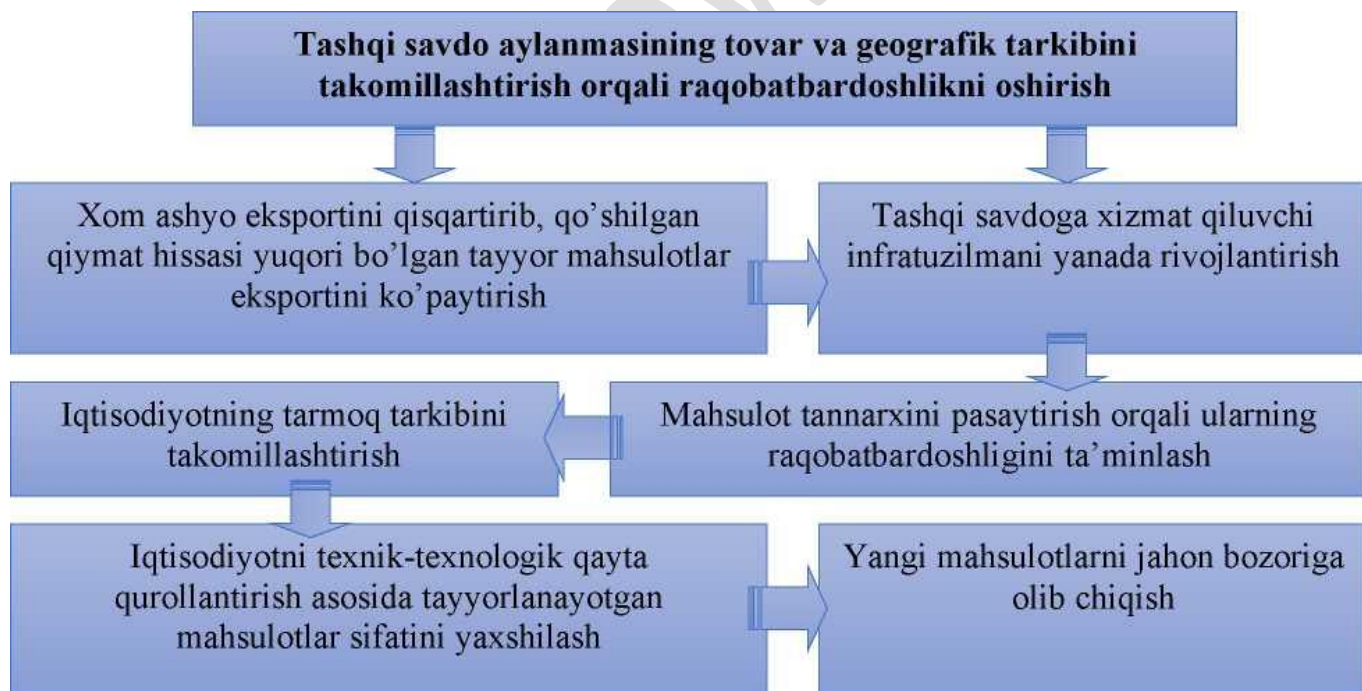 Tashqi savdo aylanmasining tovar va geografik tarkibini
takomillashtirish orqali raqobatbardoshlikni oshirish
Xom ashyo eksportini qisqartirib, qo’shilgan
qiymat hissasi yuqori bo’lgan tayyor mahsulotlar
eksportini ko’paytirish
Tashqi savdoga xizmat qiluvchi
infratuzilmani yanada rivojlantirish
Mahsulot tannarxini pasaytirish orqali ularning
raqobatbardoshligini ta’minlash
Iqtisodiyotning tarmoq tarkibini
takomillashtirish
Iqtisodiyotni texnik-texnologik qayta
qurollantirish asosida tayyorlanayotgan
mahsulotlar sifatini yaxshilash
Yangi mahsulotlarni jahon bozoriga
olib chiqish